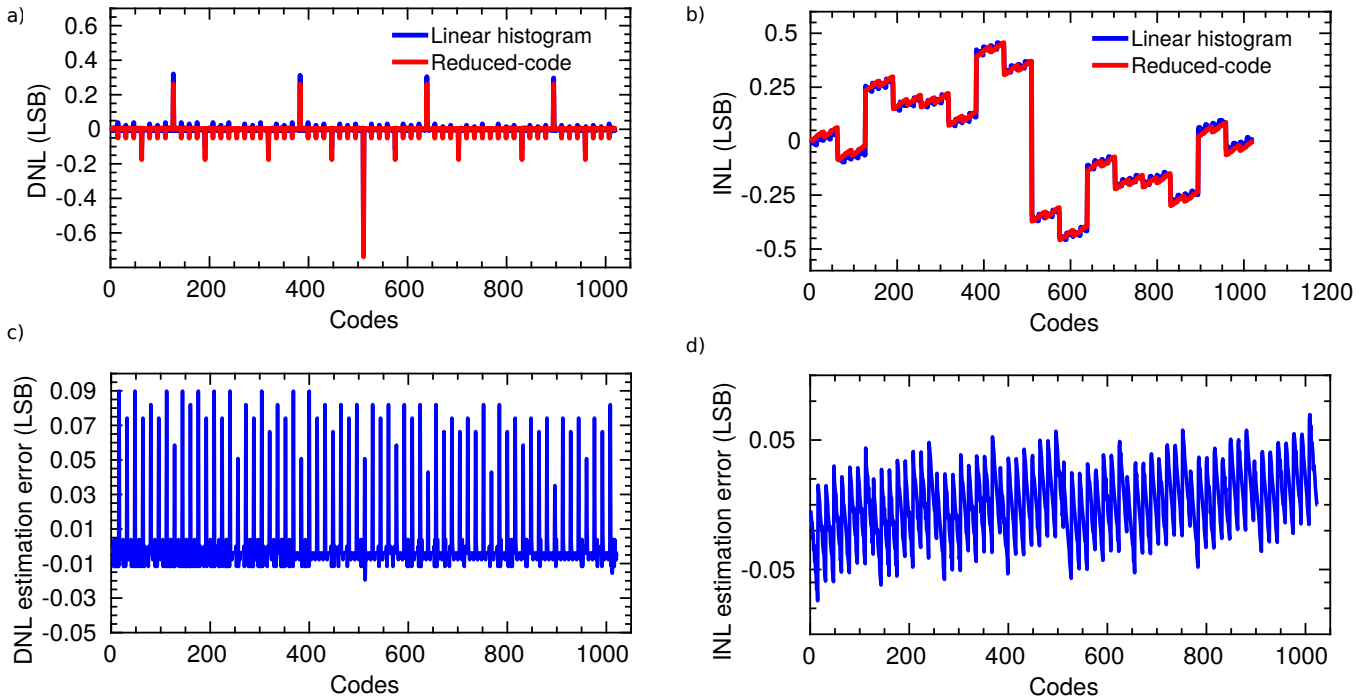 a)
DNL (LSB)
0.6
0.4
0.2
0
-0.2
-0.4
-0.6
Linear histogram
Reduced-code
0 200 400 600 800 1000
Codes
b)
INL (LSB)
0.5
0.25
0
-0.25
-0.5
Linear histogram
Reduced-code
0 200 400 600 800 1000 1200
Codes
c)
DNL estimation error (LSB)
0.09
0.07
0.05
0.03
0.01
-0.01
-0.03
-0.05
0 200 400 600 800 1000
Codes
d)
INL estimation error (LSB)
0.05
-0.05
0 200 400 600 800 1000
Codes